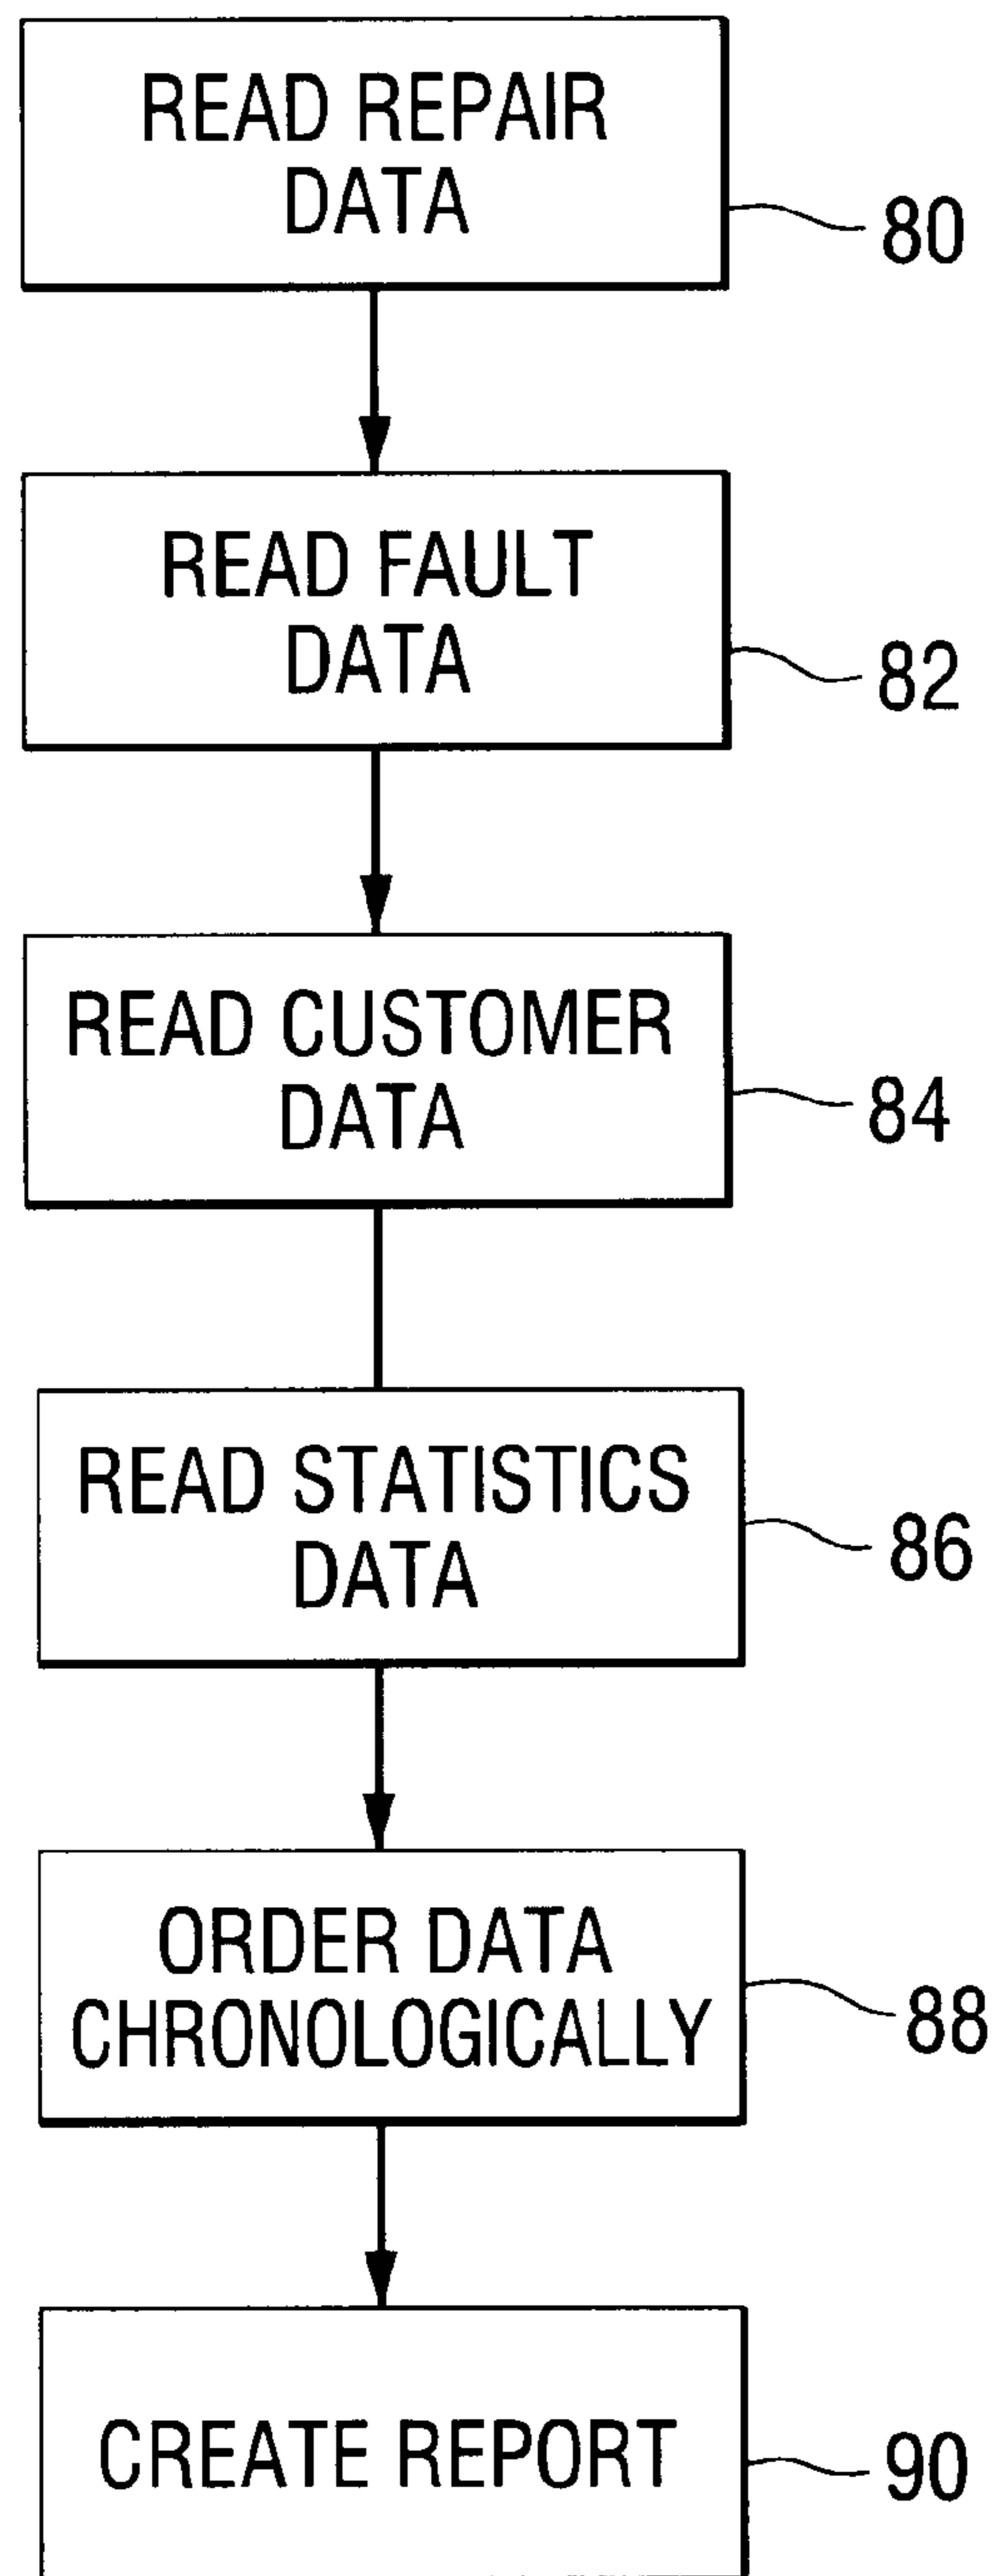 READ REPAIR
DATA
80
READ FAULT
DATA
82
READ CUSTOMER
DATA
84
READ STATISTICS
DATA
86
ORDER DATA
CHRONOLOGICALLY
88
CREATE REPORT
90